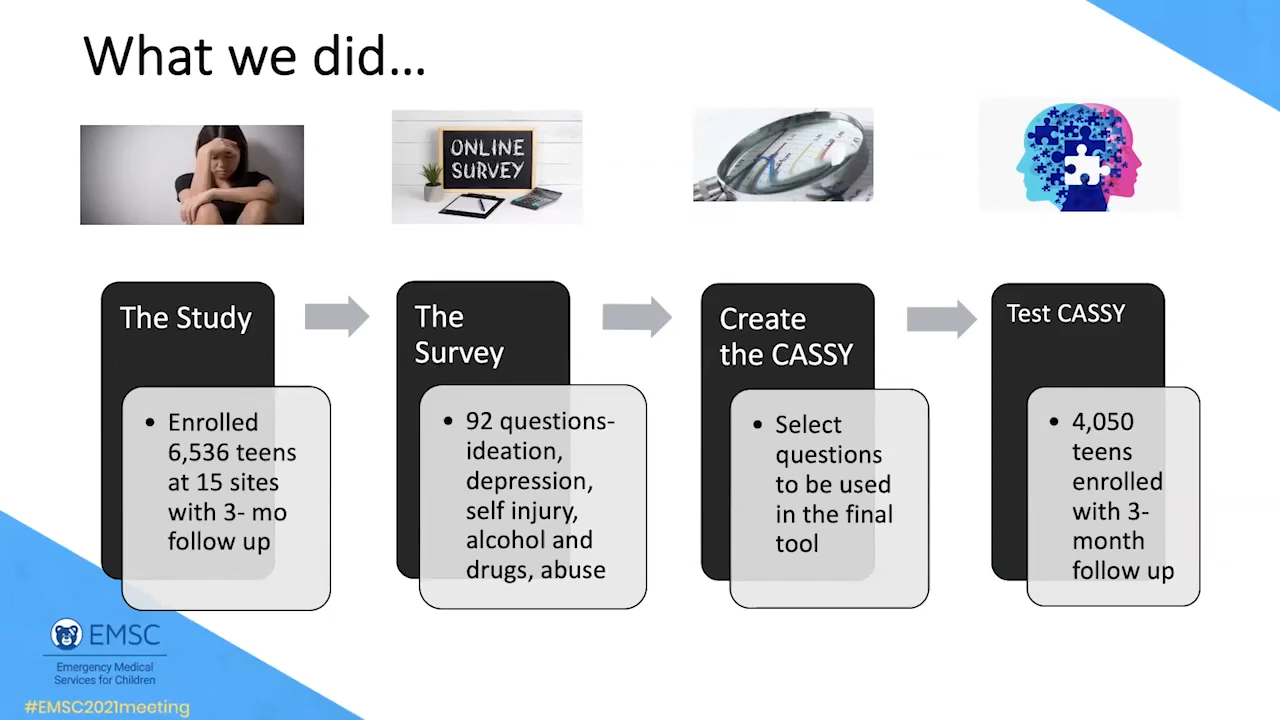 What we did...
ONLINE
SURVEY
The Study
• Enrolled
6,536 teens
at 15 sites
with 3- mo
follow up
The
Survey
• 92 questions-
ideation,
depression,
self injury,
alcohol and
drugs, abuse
Create
the CASSY
• Select
questions
to be used
in the final
tool
Test CASSY
• 4,050
teens
enrolled
with 3-
month
follow up
EMSC
Emergency Medical
Services for Children
#EMSC2021meeting